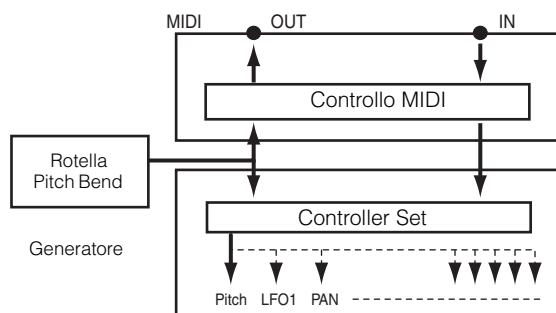 MIDI OUT IN
Controllo MIDI
Rotella
Pitch Bend
Controller Set
Generatore
Pitch LFO1 PAN